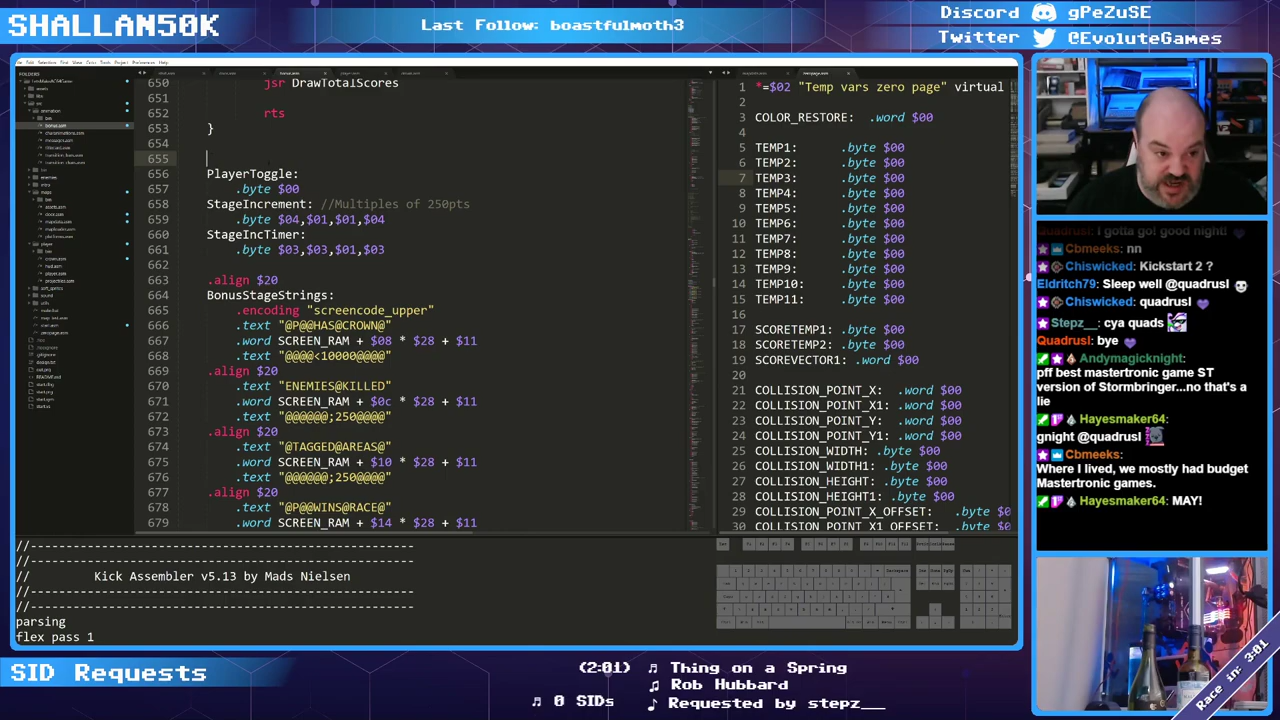 SHALLAN50K
Last Follow: boastfulmoth3
Discord gPeZuSE
Twitter @EvoluteGames
FOLDERS
650 jsr DrawTotalScores
651
652 rts
653 }
654
655
656 PlayerToggle:
657 .byte $00
658 StageIncrement: //Multiples of 250pts
659 .byte $04,$01,$01,$04
660 StageIncTimer:
661 .byte $03,$03,$01,$03
662
663 .align $20
664 BonusStageStrings:
665 .encoding "screencode_upper"
666 .text "@P@@HAS@CROWN@"
667 .word SCREEN_RAM + $08 * $28 + $11
668 .text "@@@@<10000@@@@"
669 .align $20
670 .text "ENEMIES@KILLED"
671 .word SCREEN_RAM + $0c * $28 + $11
672 .text "@@@@@;250@@@@"
673 .align $20
674 .text "@TAGGED@AREAS@"
675 .word SCREEN_RAM + $10 * $28 + $11
676 .text "@@@@@;250@@@@"
677 .align $20
678 .text "@P@@WINS@RACE@"
679 .word SCREEN_RAM + $14 * $28 + $11
1 *=$02 "Temp vars zero page" virtual
2
3 LOR_RESTORE: .word $00
4
5 TEMP1: .byte $00
6 TEMP2: .byte $00
7 TEMP3: .byte $00
8 TEMP4: .byte $00
9 TEMP5: .byte $00
10 TEMP6: .byte $00
11 TEMP7: .byte $00
12 TEMP8: .byte $00
13 TEMP9: .byte $00
14 TEMP10: .byte $00
15 TEMP11: .byte $00
16
17 SCORETEMP1: .byte $00
18 SCORETEMP2: .byte $00
19 SCOREVECTOR1: .word $00
20
21 COLLISION_POINT_X: .word $00
22 COLLISION_POINT_X1: .word $00
23 COLLISION_POINT_Y: .word $00
24 COLLISION_POINT_Y1: .word $00
25 COLLISION_WIDTH: .byte $00
26 COLLISION_WIDTH1: .byte $00
27 COLLISION_HEIGHT: .byte $00
28 COLLISION_HEIGHT1: .byte $00
29 COLLISION_POINT_X_OFFSET: .byte $0
30 COLLISION_POINT_X1_OFFSET: .byte $0
//------------------------------------------------
//------------------------------------------------
// Kick Assembler v5.13 by Mads Nielsen
//------------------------------------------------
//------------------------------------------------
parsing
flex pass 1
Quadrusl: I gotta go! good night!
Cbmeeks: nn
Chiswicked: Kickstart 2 ?
Eldritch79: Sleep well @quadrusl
Chiswicked: quadrusl
Stepz__: cya quads
Quadrusl: bye
Andymagicknight:
pff best mastertronic game ST
version of Stormbringer...no that's a
lie
Hayesmaker64:
gnight @quadrusl
Cbmeeks:
Where I lived, we mostly had budget
Mastertronic games.
Hayesmaker64: MAY!
Race in: 3:01
SID Requests
(2:01) Thing on a Spring
Rob Hubbard
0 SIDs
Requested by stepz__